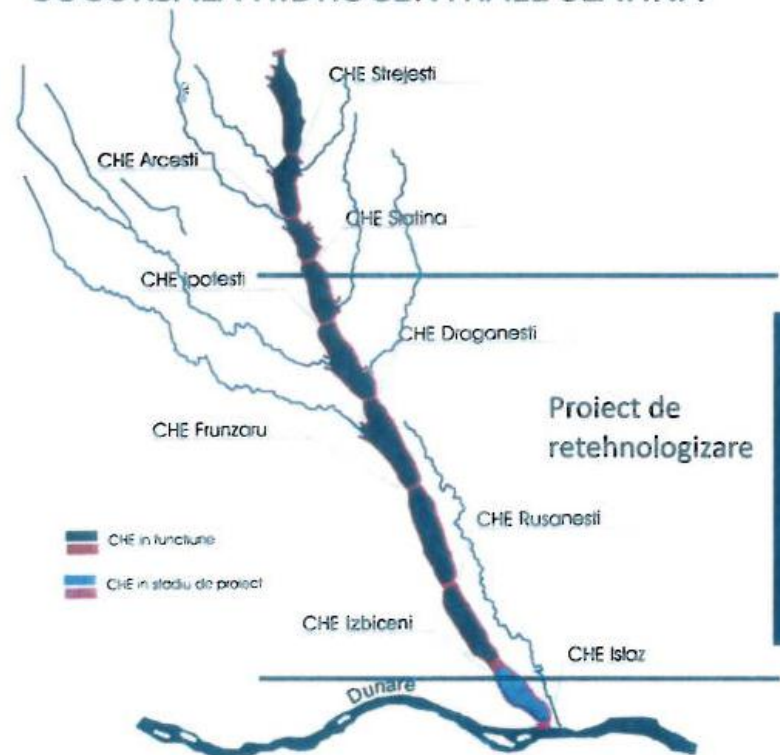 CHE Strejesti
CHE Arcesti
CHE Slatina
CHE Ipotesti
CHE Draganesti
Proiect de
retehnologizare
CHE Frunzaru
CHE Rusanesti
CHE in functiune
CHE in stadiu de proiect
CHE Izbiceni
CHE Islaz
Dunare